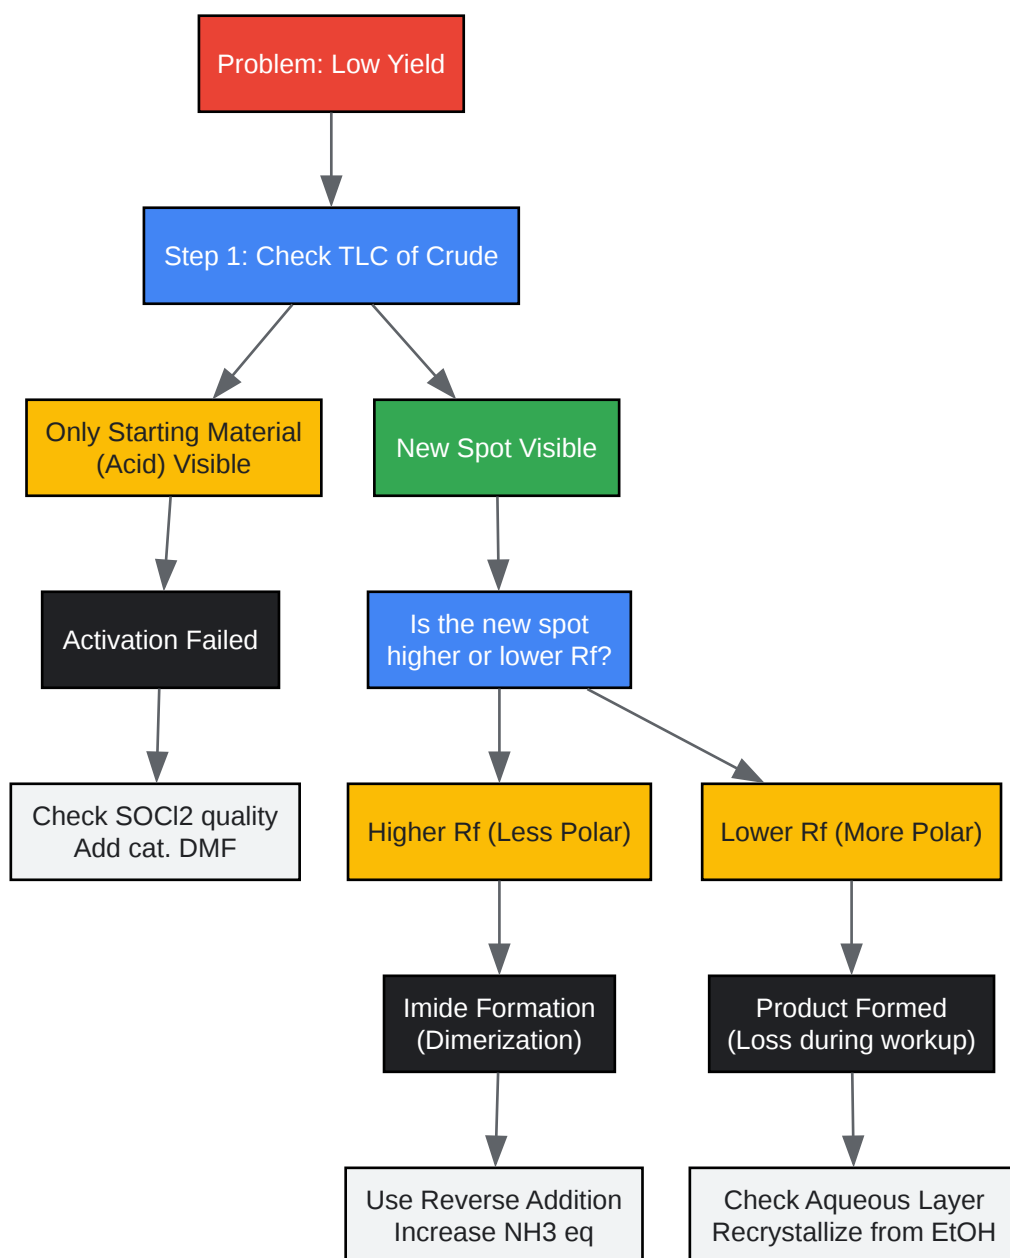 Problem: Low Yield
Step 1: Check TLC of Crude
Only Starting Material
(Acid) Visible
New Spot Visible
Activation Failed
Is the new spot
higher or lower Rf?
Check SOCl2 quality
Add cat. DMF
Higher Rf (Less Polar)
Lower Rf (More Polar)
Imide Formation
(Dimerization)
Product Formed
(Loss during workup)
Use Reverse Addition
Increase NH3 eq
Check Aqueous Layer
Recrystallize from EtOH